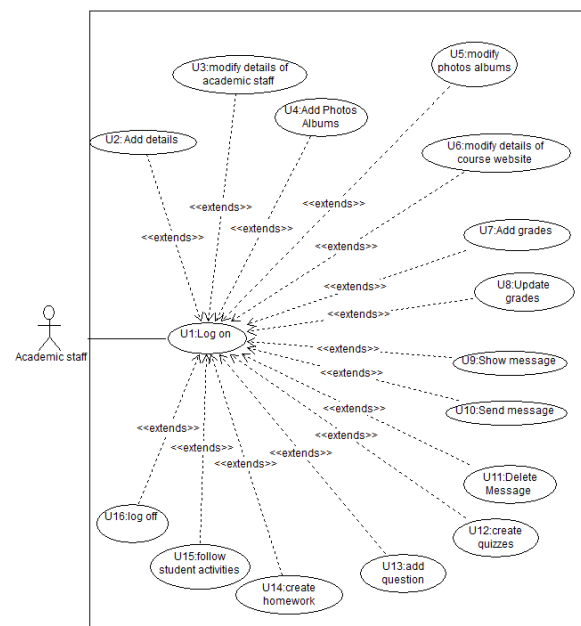 U5:modify
photos albums
U3:modify details of
academic staff
U4:Add Photos
Albums
U2: Add details
U6:modify details of
course website
<<extends>>
<<extends>>
<<extends>>
<<extends>>
U7:Add grades
<<extends>>
<<extends>>
U8:Update
grades
<<extends>>
U1:Log on
Academic staff
<<extends>>
U9:Show message
<<extends>>
<<extends>>
U10:Send message
<<extends>>
<<extends>>
<<extends>>
<<extends>>
<<extends>>
U11:Delete
Message
U16:log off
U12:create
quizzes
U15:follow
student activities
U13:add
question
U14:create
homework